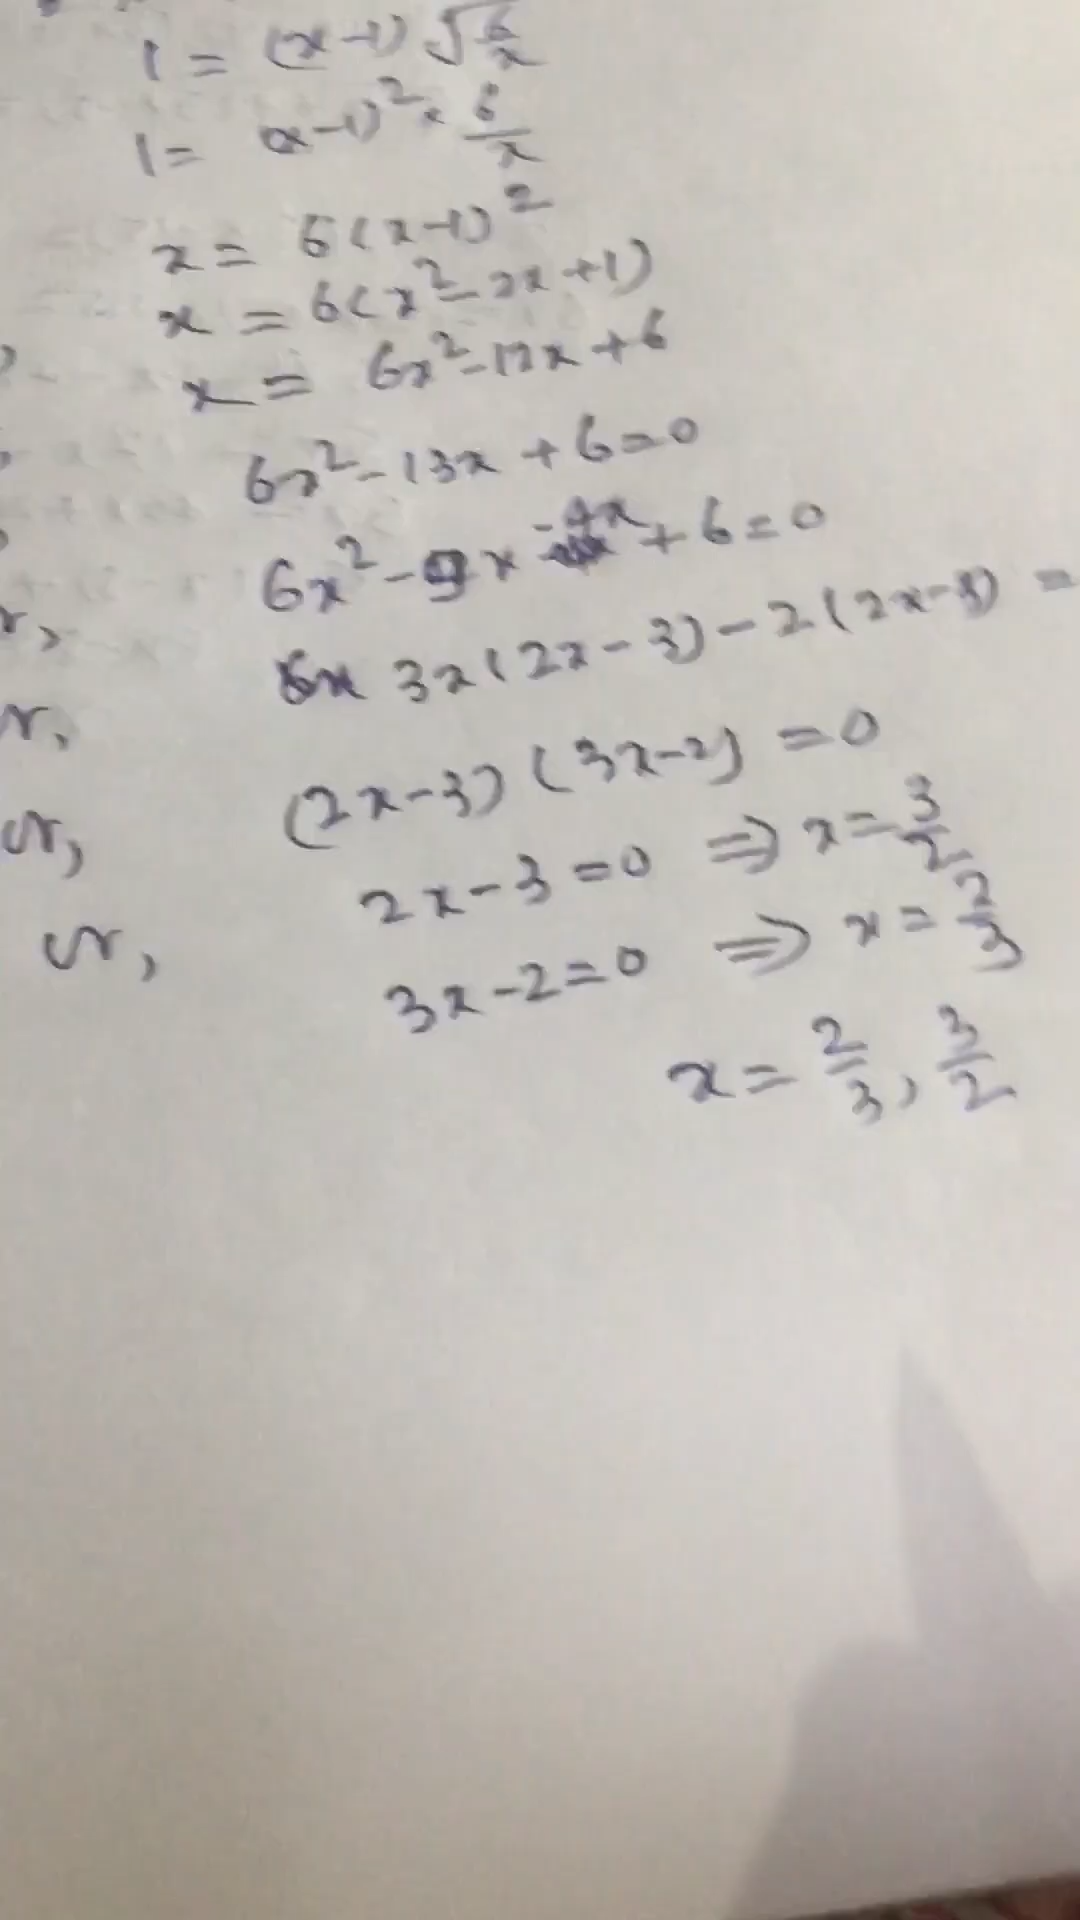 1 = (x-1) √6/x
1 = (x-1)² × 6/x
x = 6(x-1)²
x = 6(x²-2x+1)
x = 6x²-12x+6
6x²-13x+6=0
6x²-9x-4x+6=0
3x(2x-3)-2(2x-3) =
(2x-3)(3x-2) = 0
2x-3=0 ⇒ x=3/2
or, 3x-2=0 ⇒ x=2/3
x = 2/3, 3/2